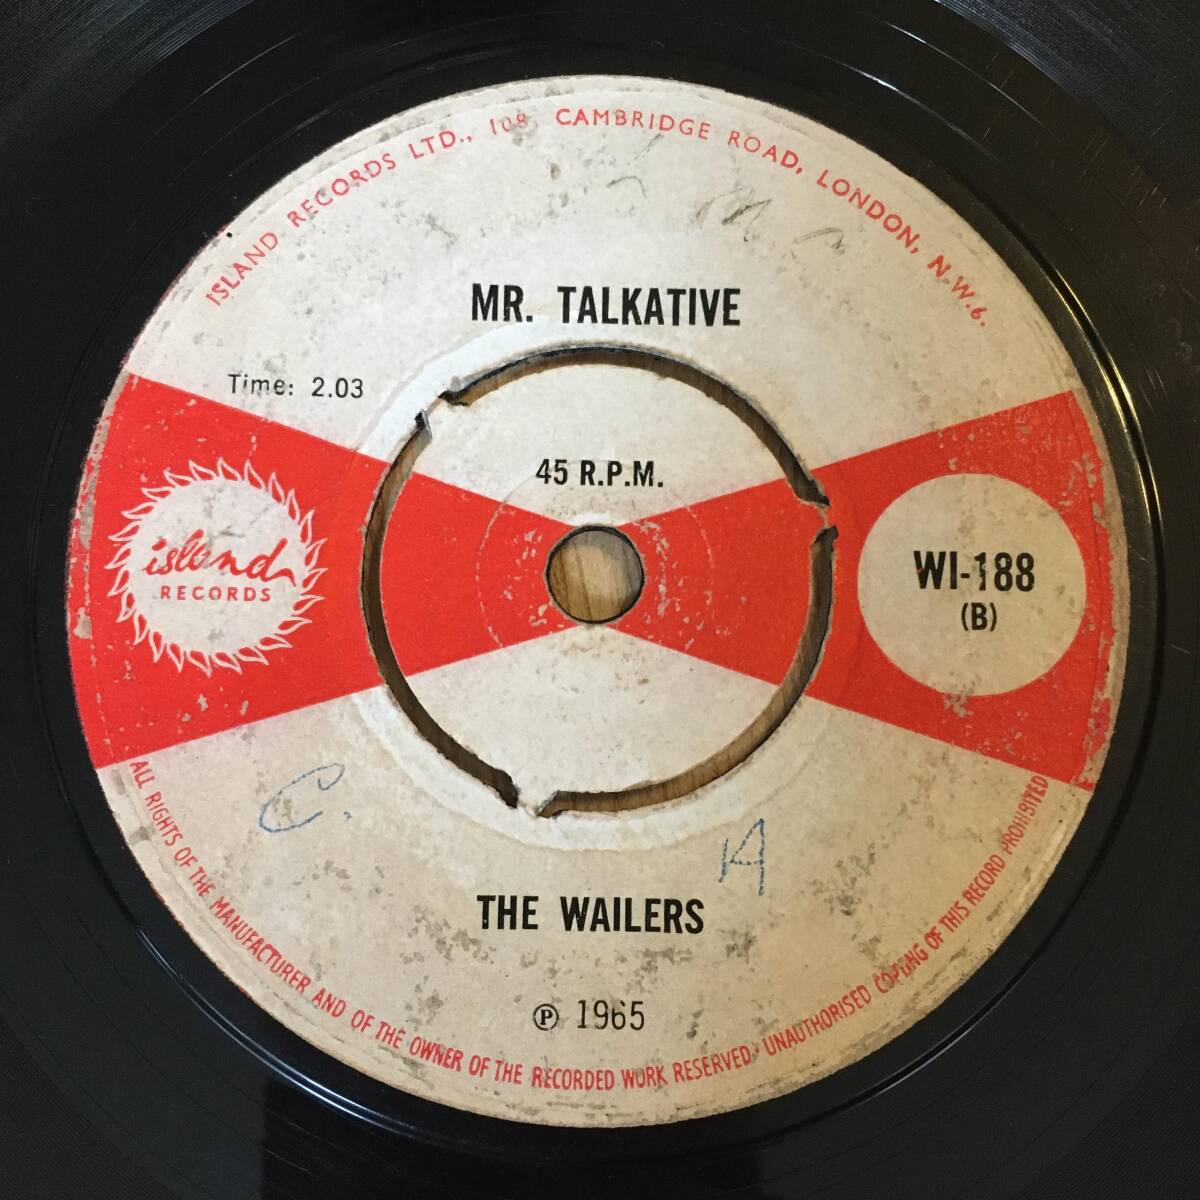 ISLAND RECORDS LTD., 108 CAMBRIDGE ROAD, LONDON, N.W.6.
MR. TALKATIVE
Time: 2.03
45 R.P.M.
island
RECORDS
WI-188
(B)
C.
A
THE WAILERS
℗ 1965
ALL RIGHTS OF THE MANUFACTURER AND OF THE OWNER OF THE RECORDED WORK RESERVED· UNAUTHORISED COPYING OF THIS RECORD PROHIBITED